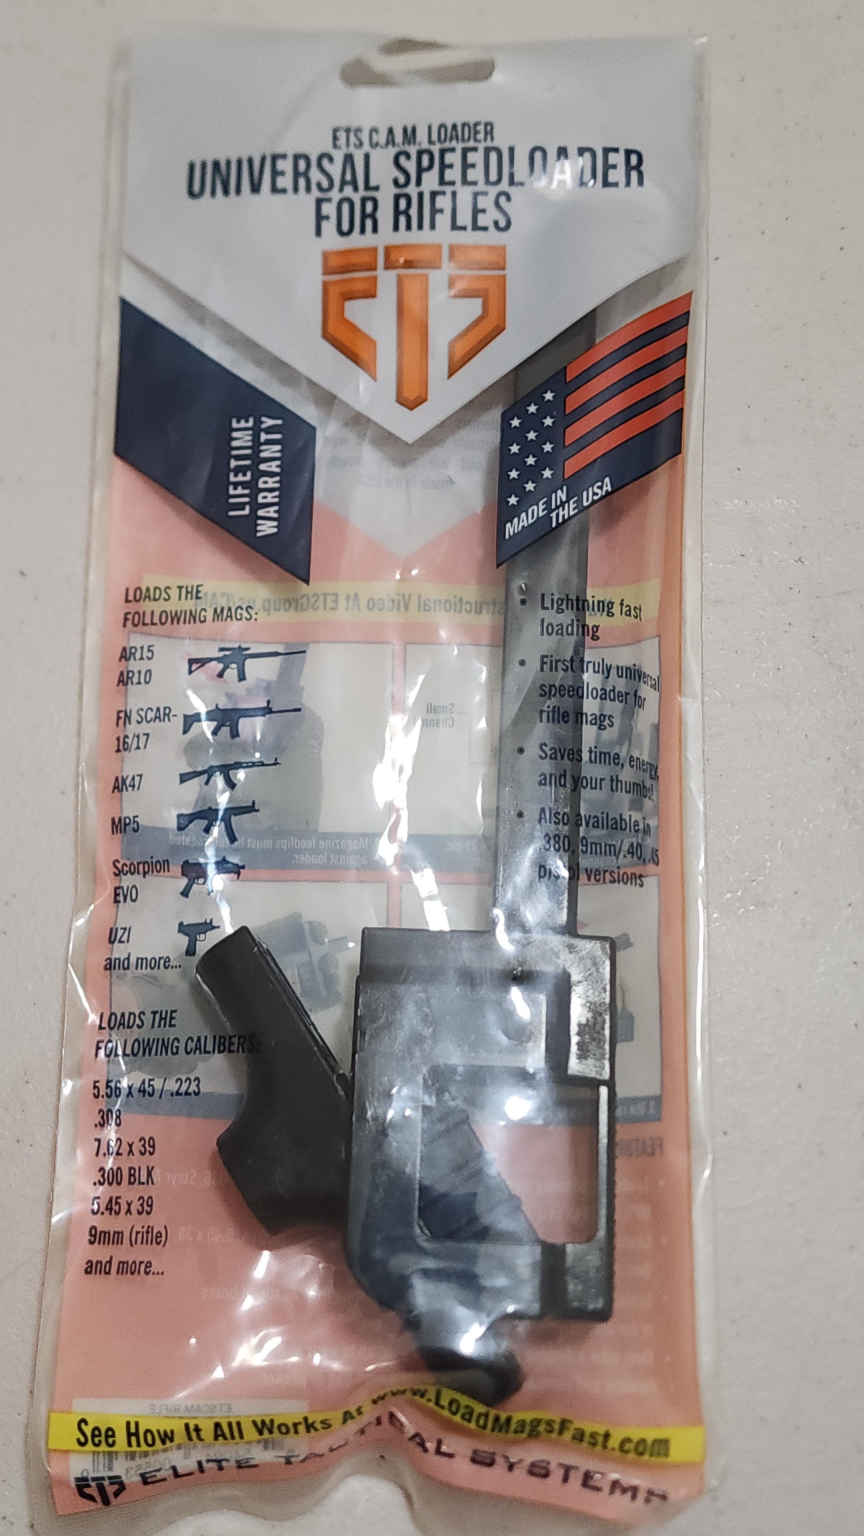 ETS C.A.M. LOADER
UNIVERSAL SPEEDLOADER
FOR RIFLES
ETS
LIFETIME
WARRANTY
MADE IN
THE USA
LOADS THE
FOLLOWING MAGS:
AR15
AR10
FN SCAR-
16/17
AK47
MP5
Scorpion
EVO
UZI
and more...
LOADS THE
FOLLOWING CALIBERS:
5.56 x 45 / .223
.308
7.62 x 39
.300 BLK
5.45 x 39
9mm (rifle)
and more...
• Lightning fast
loading
• First truly universal
speedloader for
rifle mags
• Saves time, energy
and your thumbs!
• Also available in
.380, 9mm/.40, .45
pistol versions
See How It All Works At www.LoadMagsFast.com
ETS ELITE TACTICAL SYSTEMS